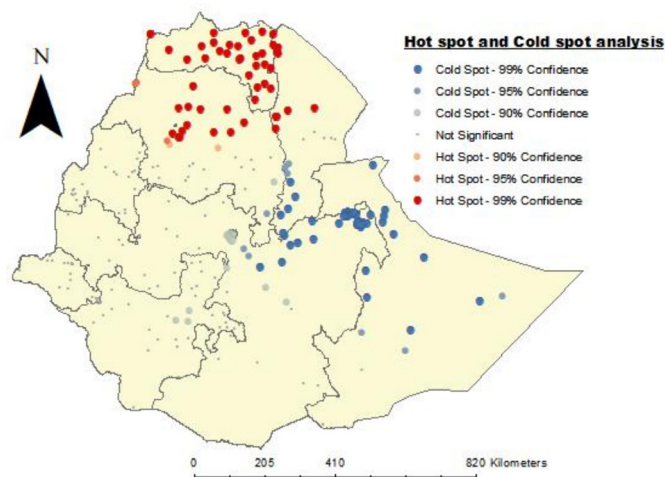 N
Hot spot and Cold spot analysis
Cold Spot - 99% Confidence
Cold Spot - 95% Confidence
Cold Spot - 90% Confidence
Not Significant
Hot Spot - 90% Confidence
Hot Spot - 95% Confidence
Hot Spot - 99% Confidence
0 205 410 820 Kilometers